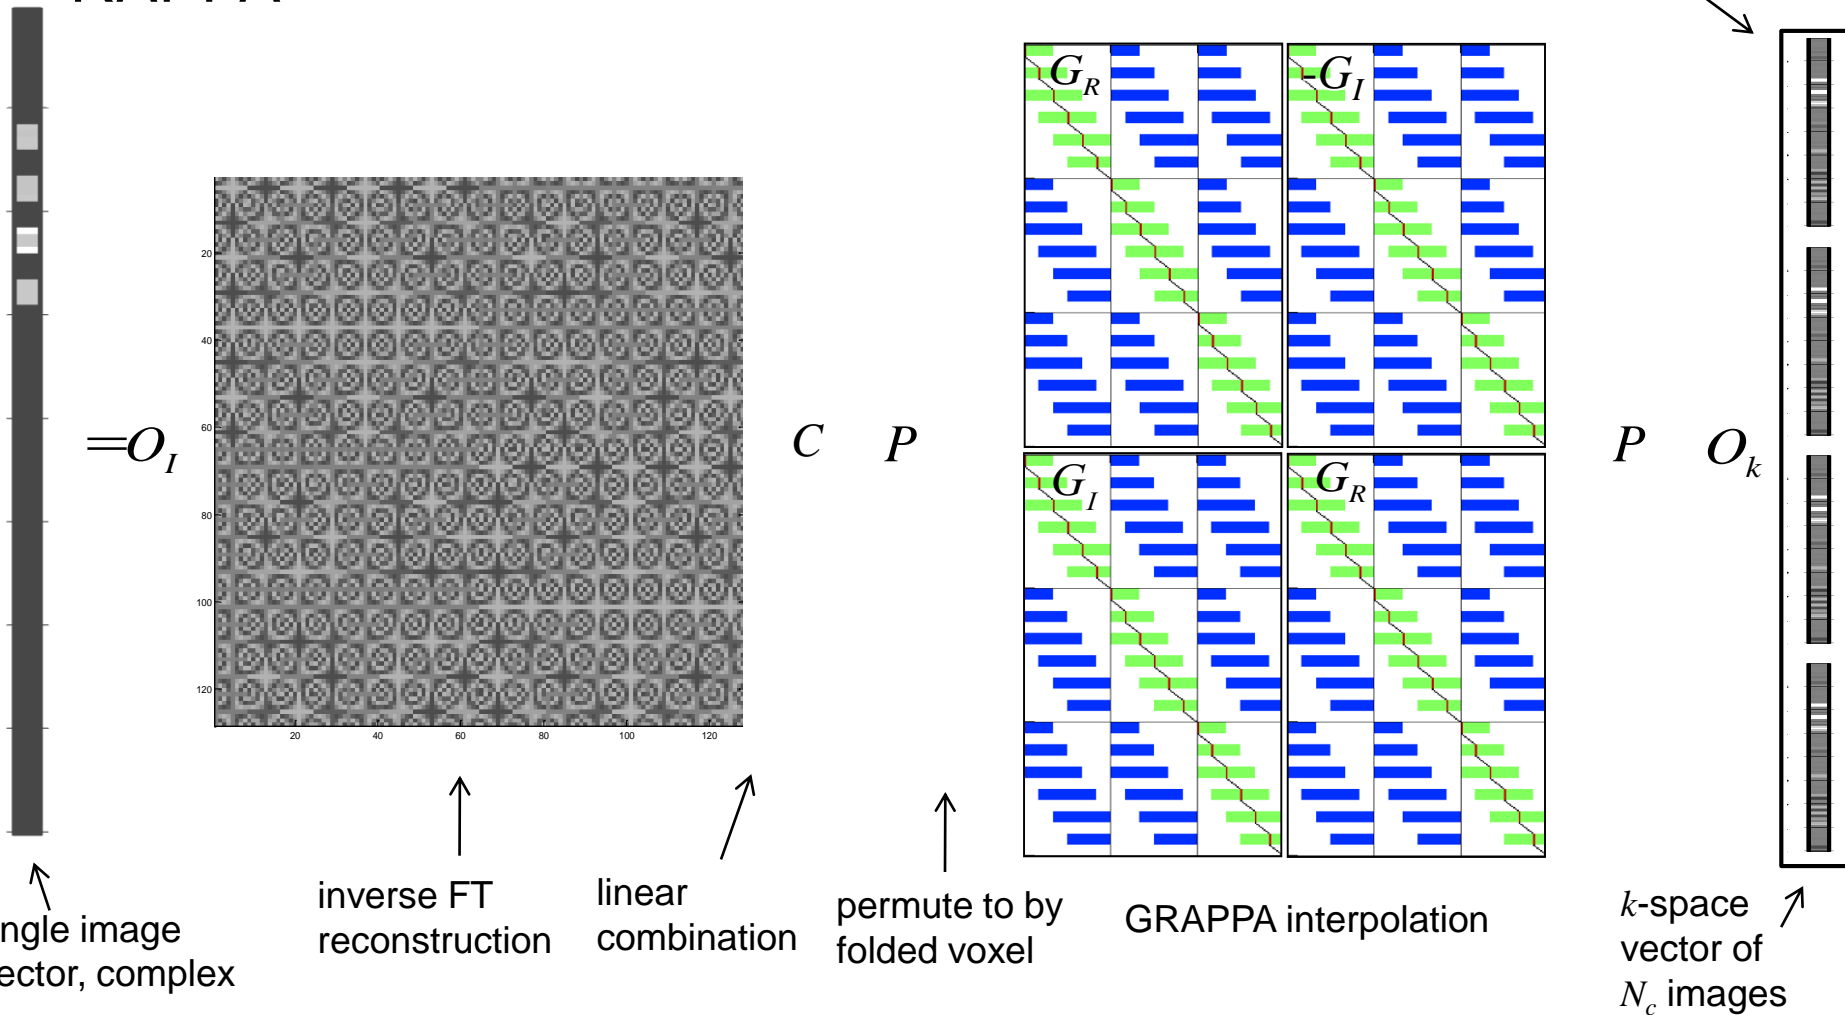 G_R
-G_I
=O_I
C
P
P
O_k
G_I
G_R
20
40
60
80
100
120
20
40
60
80
100
120
inverse FT
reconstruction
linear
combination
permute to by
folded voxel
GRAPPA interpolation
k-space
vector of
N_c images
ngle image
ector, complex